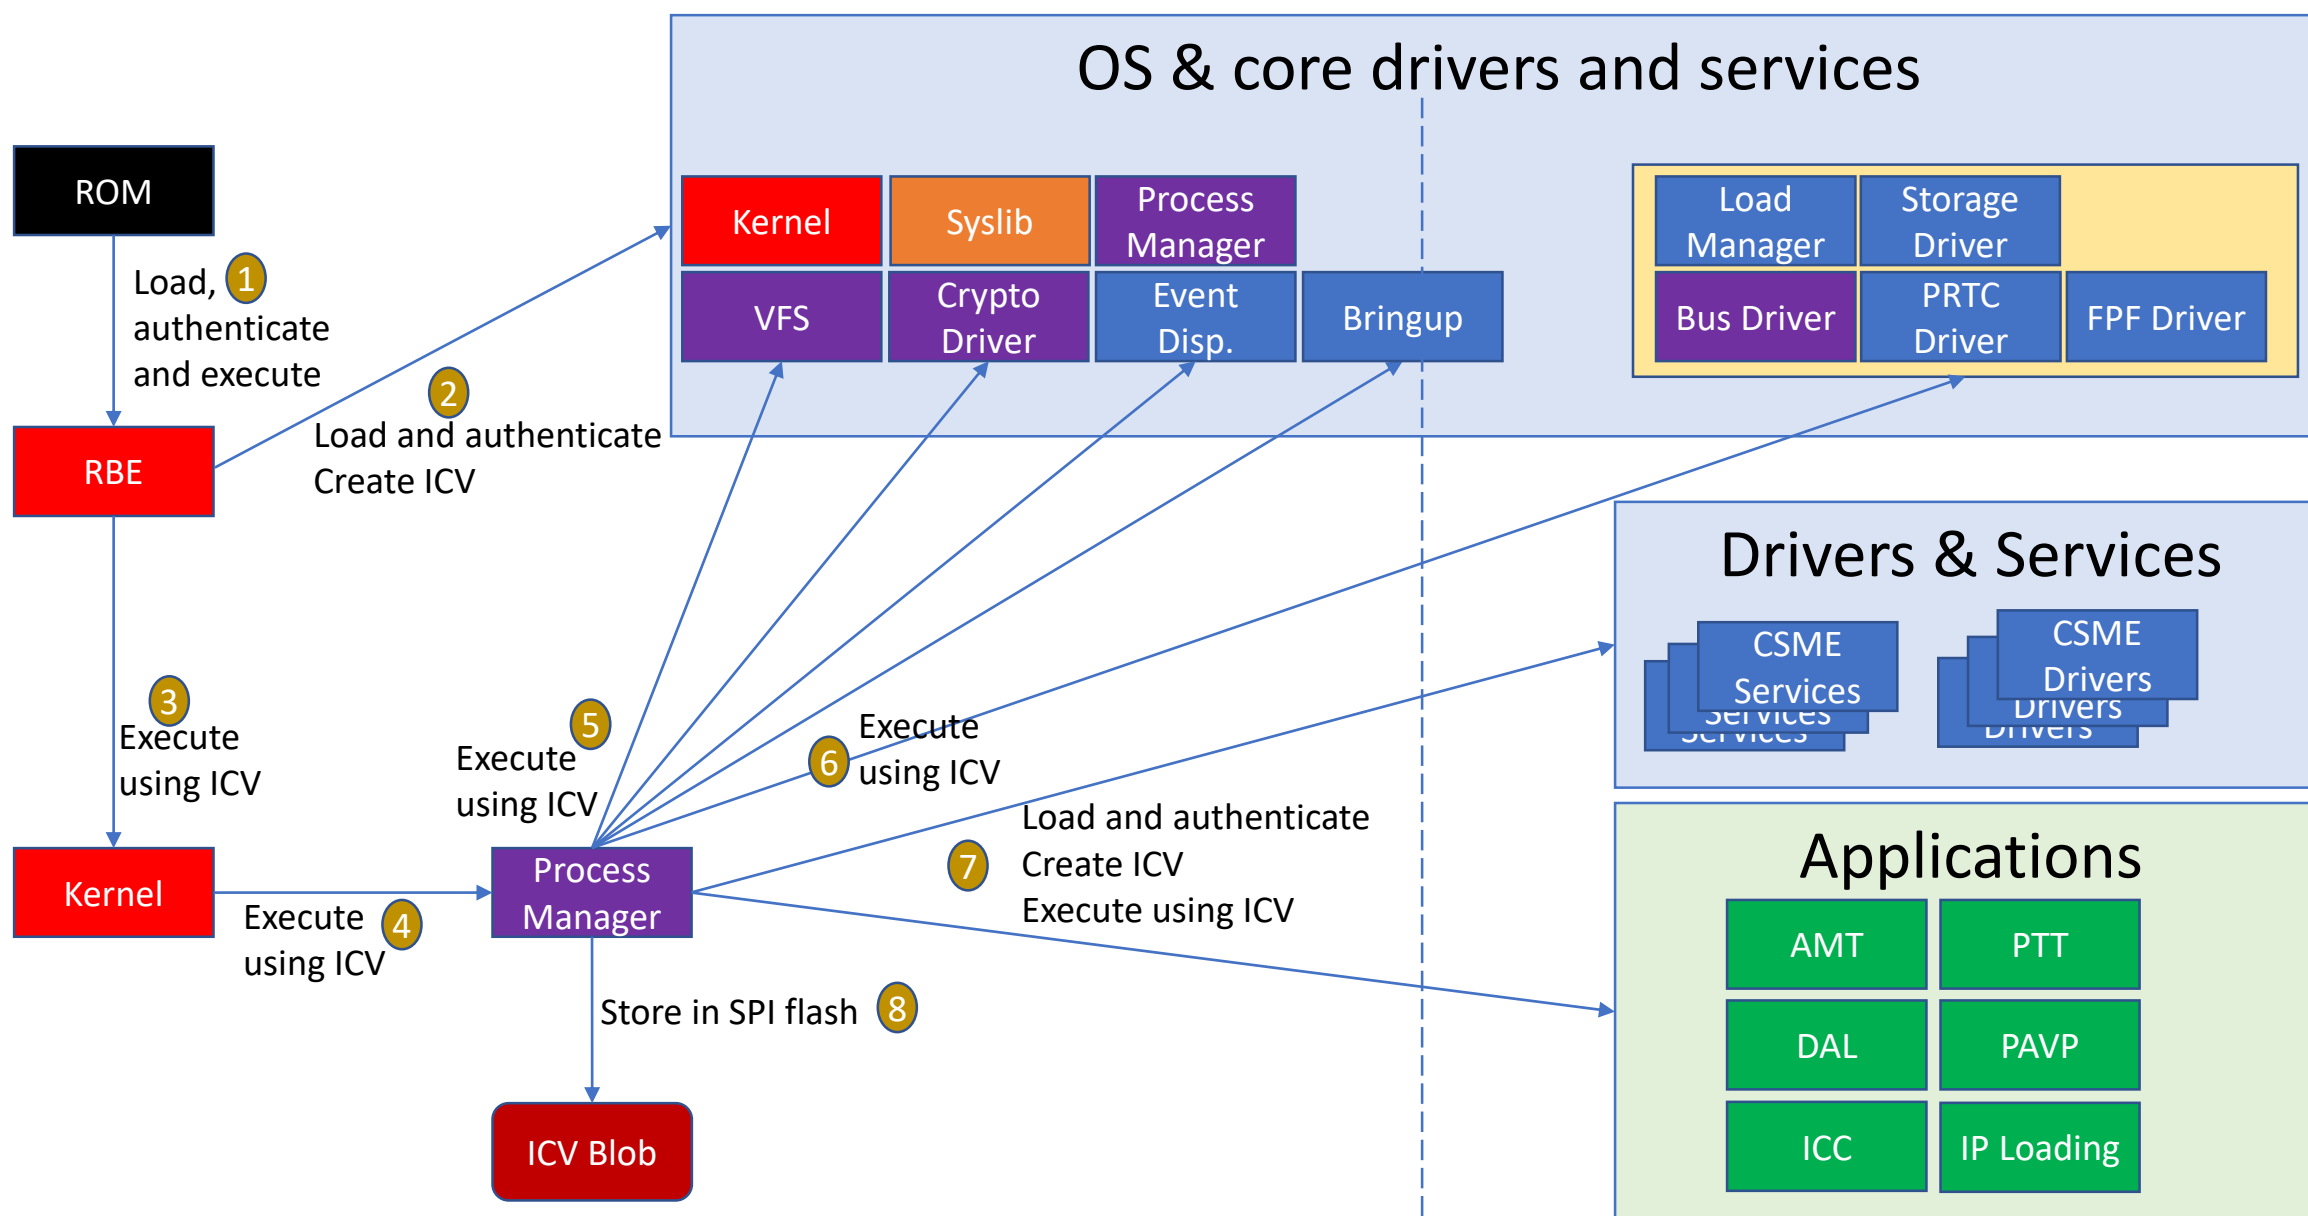 OS & core drivers and services
ROM
Load,
1
authenticate
and execute
2
Load and authenticate
Create ICV
RBE
Kernel
Syslib
Process
Manager
VFS
Crypto
Driver
Event
Disp.
Bringup
Load
Manager
Storage
Driver
Bus Driver
PRTC
Driver
FPF Driver
3
Execute
using ICV
Kernel
Execute
using ICV
4
5
Execute
using ICV
6
Execute
using ICV
Process
Manager
7
Load and authenticate
Create ICV
Execute using ICV
Store in SPI flash
8
ICV Blob
Drivers & Services
CSME
Services
Services
Services
CSME
Drivers
Drivers
Drivers
Applications
AMT
PTT
DAL
PAVP
ICC
IP Loading